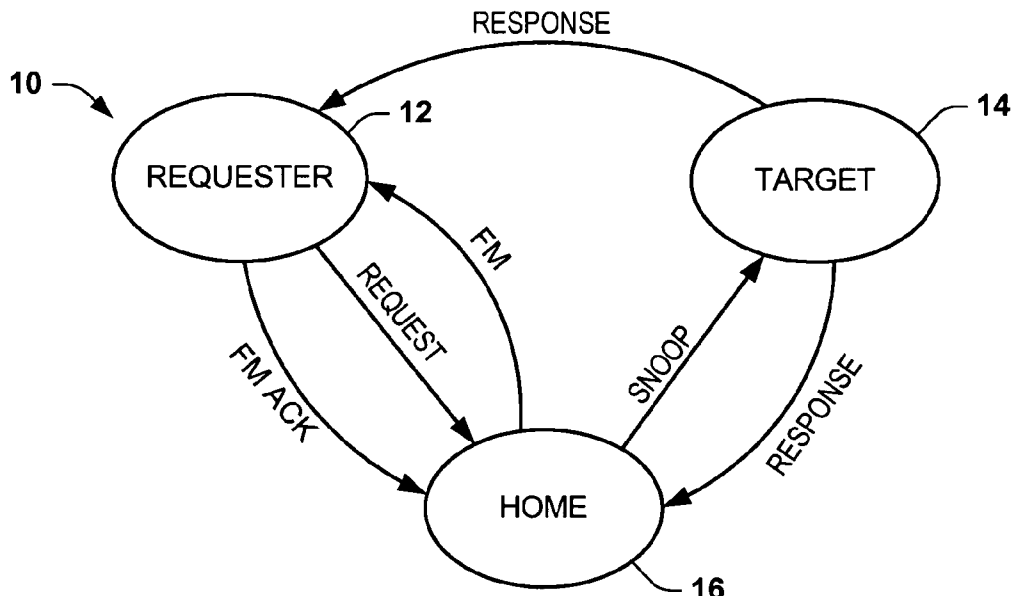 RESPONSE
10
12
14
REQUESTER
TARGET
FM
REQUEST
FM ACK
SNOOP
RESPONSE
HOME
16